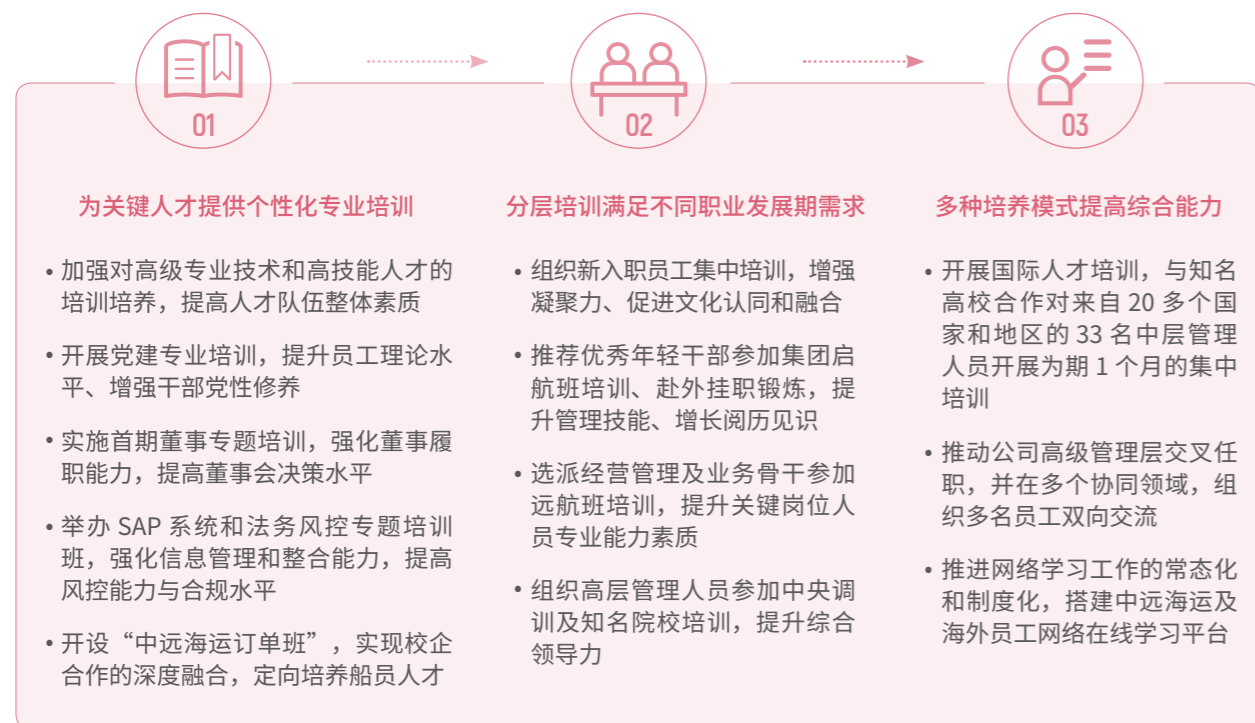 01
为关键人才提供个性化专业培训
• 加强对高级专业技术和高技能人才的
培训培养，提高人才队伍整体素质
• 开展党建专业培训，提升员工理论水
平、增强干部党性修养
• 实施首期董事专题培训，强化董事履
职能力，提高董事会决策水平
• 举办 SAP 系统和法务风控专题培训
班，强化信息管理和整合能力，提高
风控能力与合规水平
• 开设“中远海运订单班”，实现校企
合作的深度融合，定向培养船员人才
02
分层培训满足不同职业发展期需求
• 组织新入职员工集中培训，增强
凝聚力、促进文化认同和融合
• 推荐优秀年轻干部参加集团启
航班培训、赴外挂职锻炼，提
升管理技能、增长阅历见识
• 选派经营管理及业务骨干参加
远航班培训，提升关键岗位人
员专业能力素质
• 组织高层管理人员参加中央调
训及知名院校培训，提升综合
领导力
03
多种培养模式提高综合能力
• 开展国际人才培训，与知名
高校合作对来自 20 多个国
家和地区的 33 名中层管理
人员开展为期 1 个月的集中
培训
• 推动公司高级管理层交叉任
职，并在多个协同领域，组
织多名员工双向交流
• 推进网络学习工作的常态化
和制度化，搭建中远海运及
海外员工网络在线学习平台